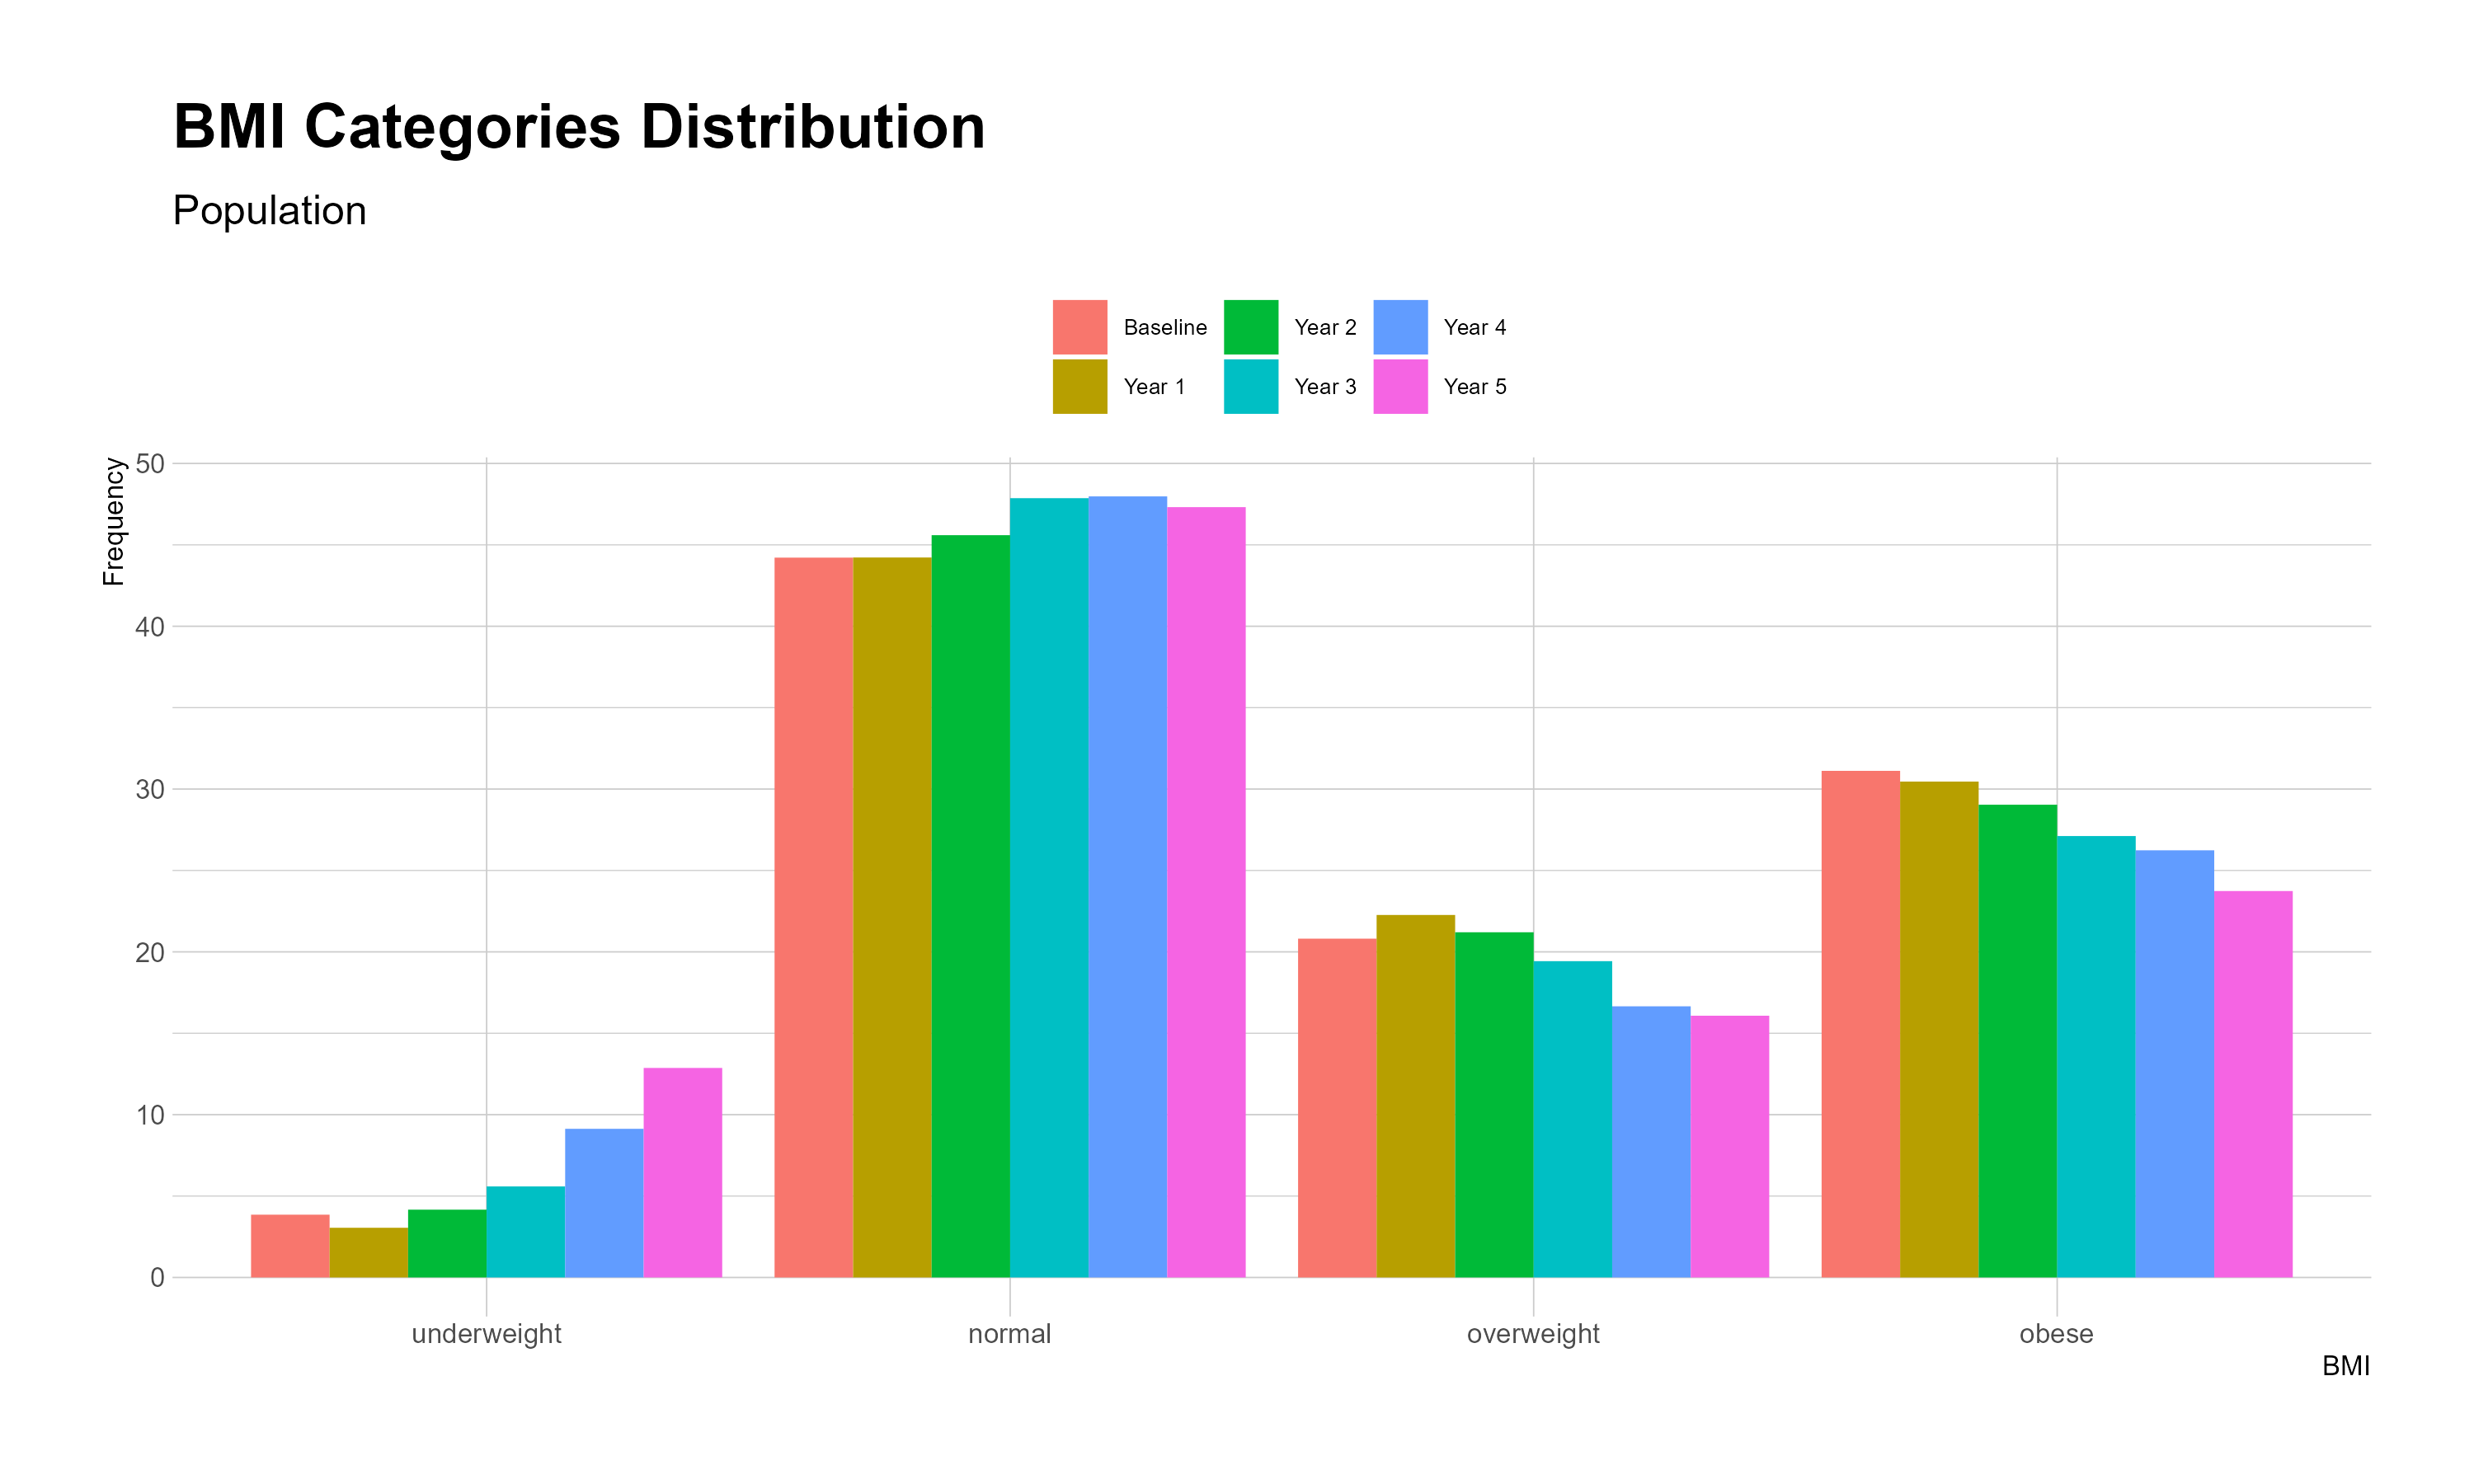 BMI Categories Distribution
Population
Baseline Year 2 Year 4
Year 1 Year 3 Year 5
Frequency
50
40
30
20
10
0
underweight normal overweight obese
BMI